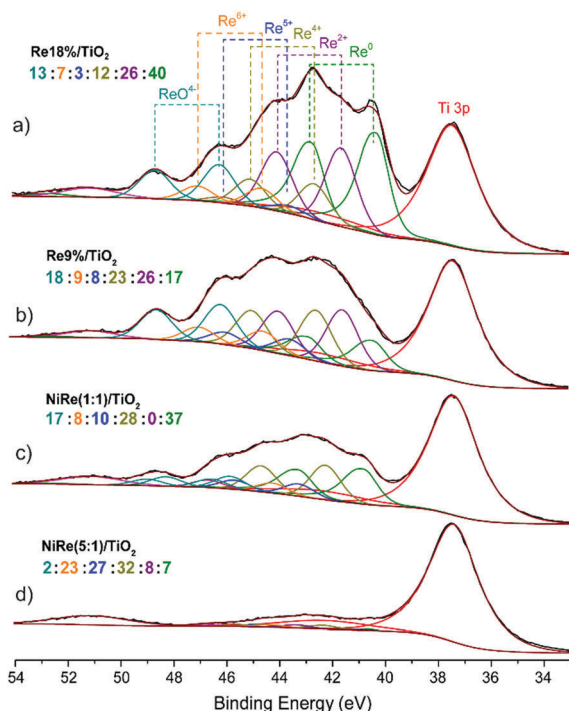 Re⁶⁺
Re⁵⁺
Re18%/TiO₂
Re⁴⁺
13:7:3:12:26:40
Re²⁺
Re⁰
ReO⁴⁻
Ti 3p
a)
Re9%/TiO₂
18:9:8:23:26:17
b)
NiRe(1:1)/TiO₂
17:8:10:28:0:37
c)
NiRe(5:1)/TiO₂
2:23:27:32:8:7
d)
54 52 50 48 46 44 42 40 38 36 34
Binding Energy (eV)